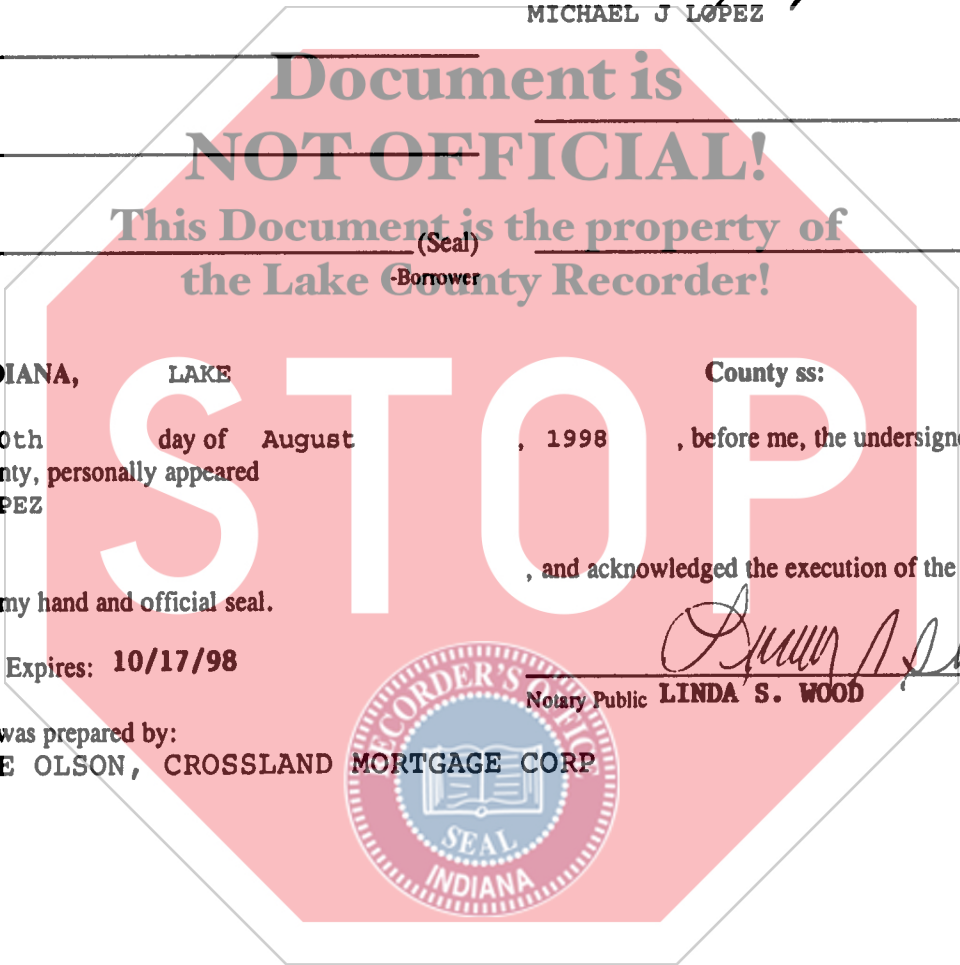 MICHAEL J LOPEZ
Document is
NOT OFFICIAL!
This Document is the property of
the Lake County Recorder!
(Seal)
-Borrower
DIANA, LAKE County ss:
0th day of August , 1998 , before me, the undersigne
nty, personally appeared
PEZ
STOP
, and acknowledged the execution of the
my hand and official seal.
Expires: 10/17/98
Notary Public LINDA S. WOOD
was prepared by:
E OLSON, CROSSLAND MORTGAGE CORP
RECORDER'S OFFICE
SEAL
INDIANA